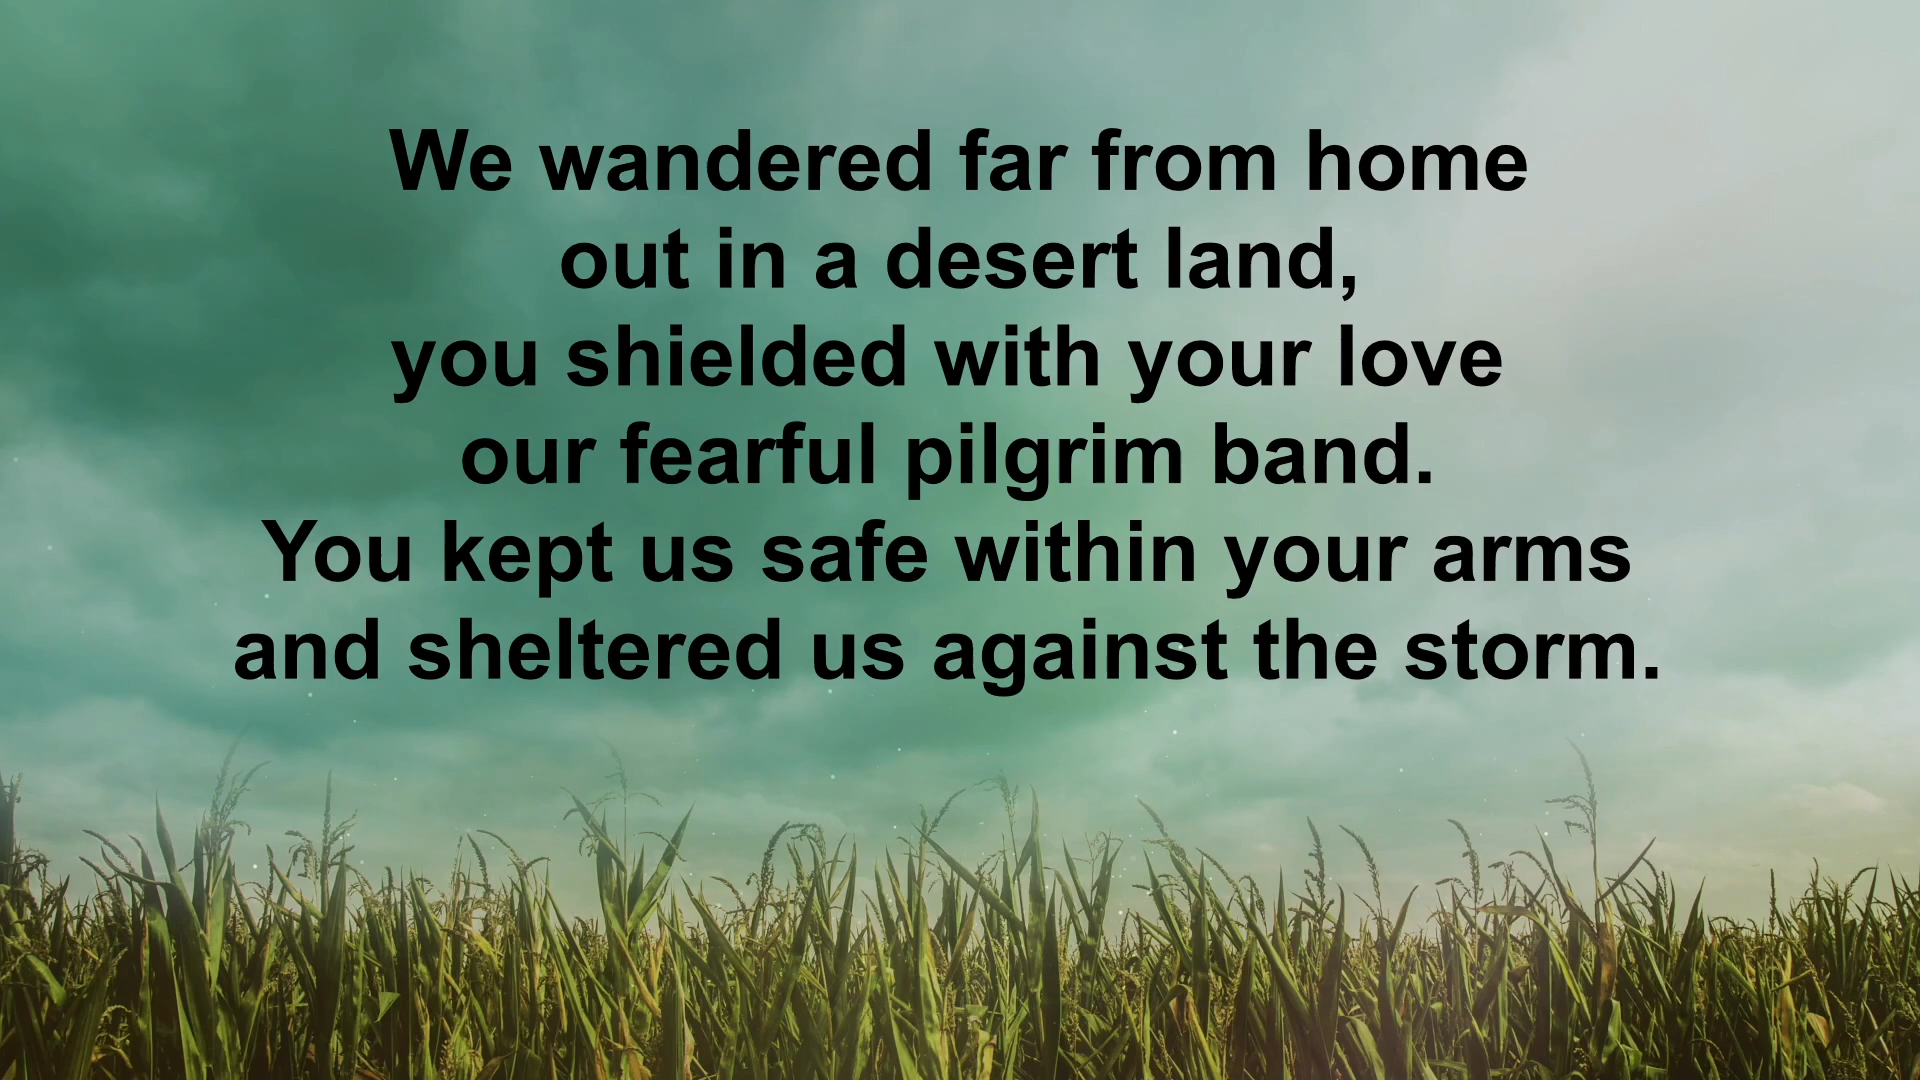 We wandered far from home
out in a desert land,
you shielded with your love
our fearful pilgrim band.
You kept us safe within your arms
and sheltered us against the storm.